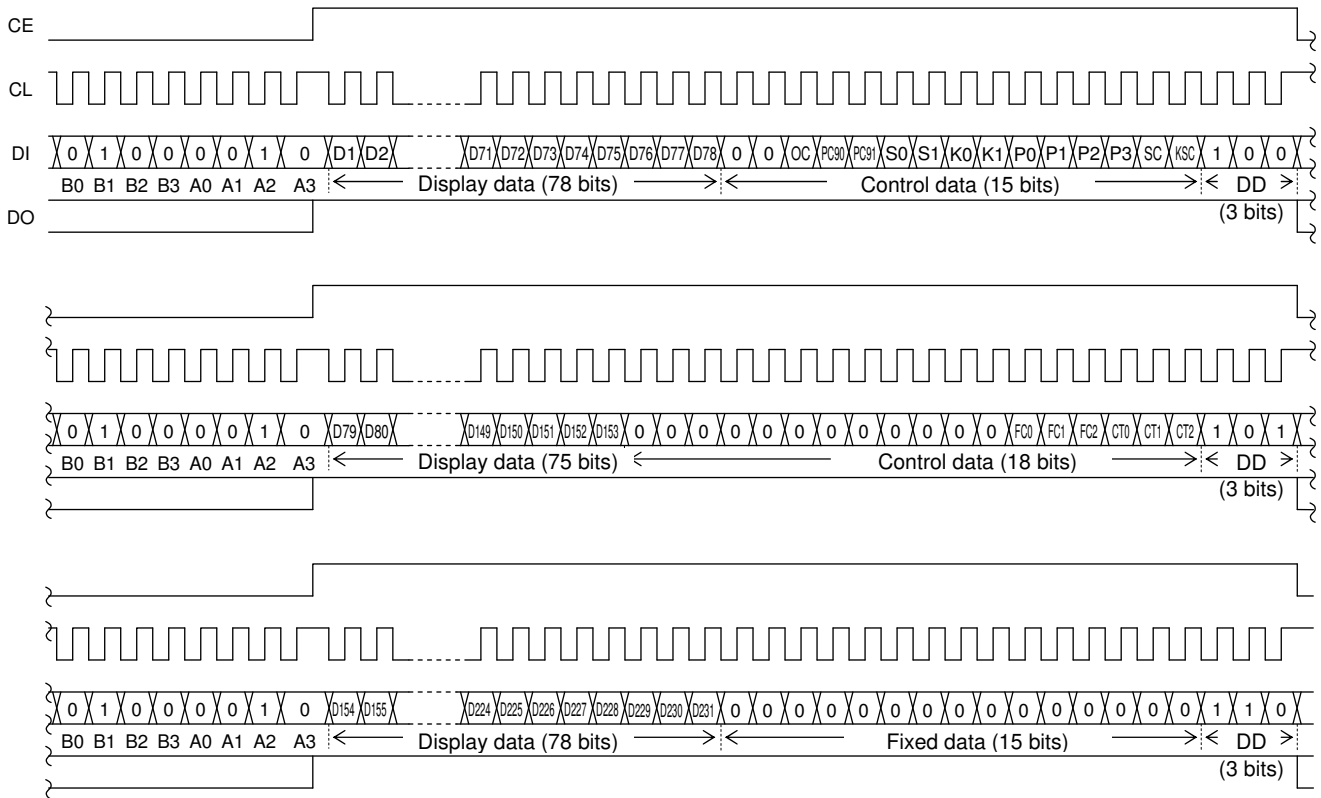 CE
CL
DI 0 1 0 0 0 0 1 0 D1 D2 D71 D72 D73 D74 D75 D76 D77 D78 0 0 OC PC90 PC91 S0 S1 K0 K1 P0 P1 P2 P3 SC KSC 1 0 0
B0 B1 B2 B3 A0 A1 A2 A3 Display data (78 bits) Control data (15 bits) DD
(3 bits)
DO
0 1 0 0 0 0 1 0 D79 D80 D149 D150 D151 D152 D153 0 0 0 0 0 0 0 0 0 0 0 0 FC0 FC1 FC2 CT0 CT1 CT2 1 0 1
B0 B1 B2 B3 A0 A1 A2 A3 Display data (75 bits) Control data (18 bits) DD
(3 bits)
0 1 0 0 0 0 1 0 D154 D155 D224 D225 D226 D227 D228 D229 D230 D231 0 0 0 0 0 0 0 0 0 0 0 0 0 0 0 1 1 0
B0 B1 B2 B3 A0 A1 A2 A3 Display data (78 bits) Fixed data (15 bits) DD
(3 bits)